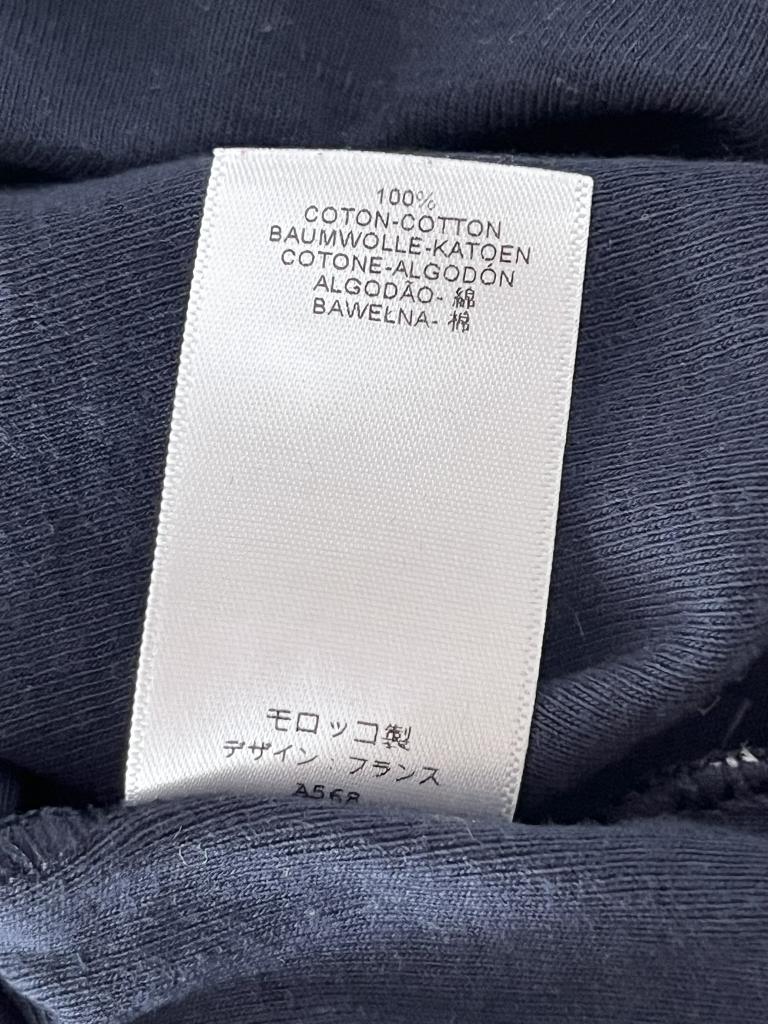 100%
COTON-COTTON
BAUMWOLLE-KATOEN
COTONE-ALGODÓN
ALGODÃO- 綿
BAWEŁNA- 棉
モロッコ製
デザイン：フランス
A568